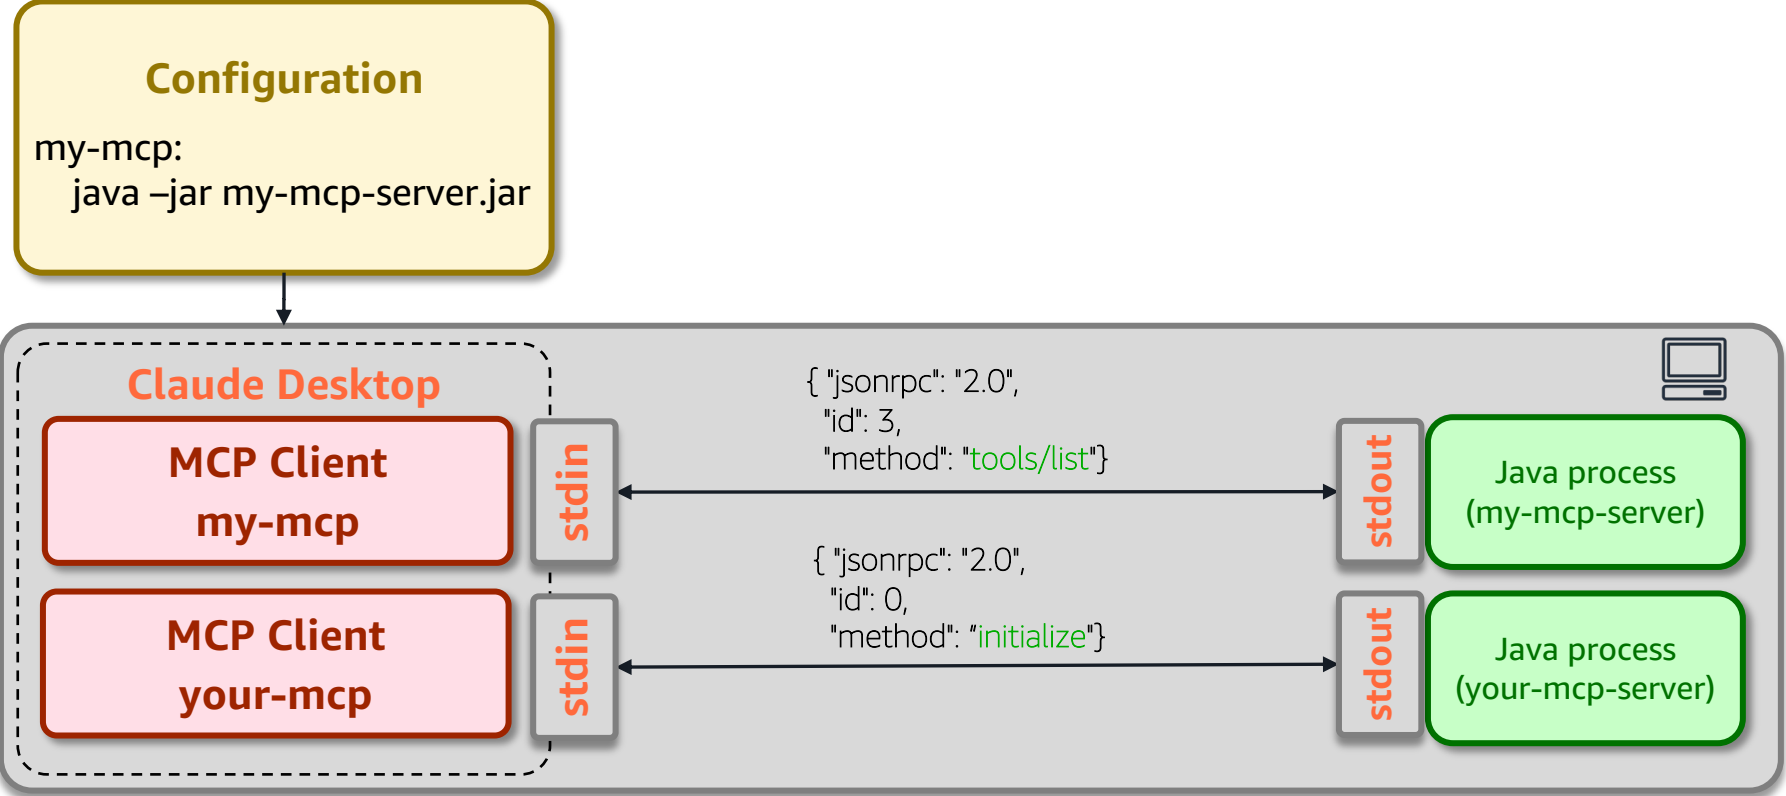 Configuration
my-mcp:
java –jar my-mcp-server.jar
Claude Desktop
MCP Client
my-mcp
stdin
{ "jsonrpc": "2.0",
"id": 3,
"method": "tools/list"}
stdout
Java process
(my-mcp-server)
MCP Client
your-mcp
stdin
{ "jsonrpc": "2.0",
"id": 0,
"method": “initialize"}
stdout
Java process
(your-mcp-server)